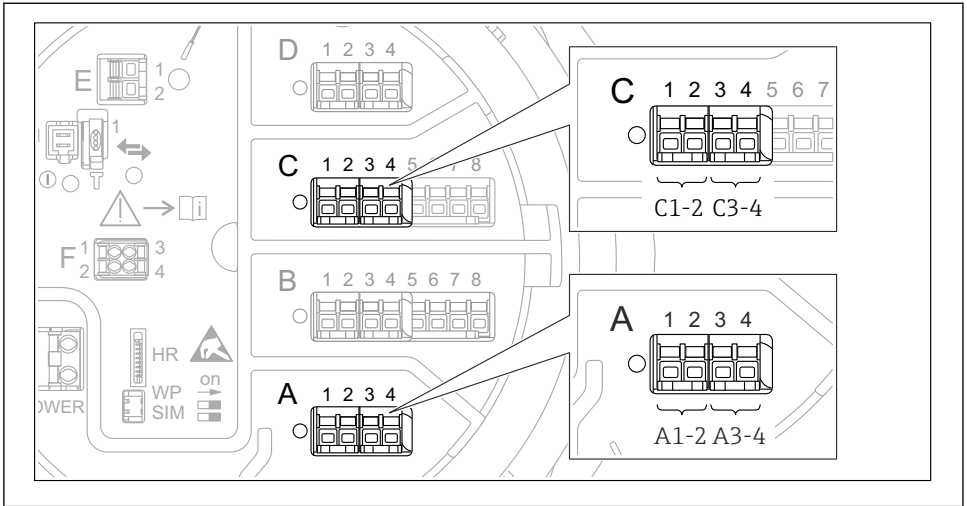 D 1 2 3 4
E 1
2
1
C 1 2 3 4 5 6 7 8
F 1 3
2 4
B 1 2 3 4 5 6 7 8
HR
WP
SIM
on
OWER
A 1 2 3 4
C 1 2 3 4 5 6 7
C1-2 C3-4
A 1 2 3 4
A1-2 A3-4
i